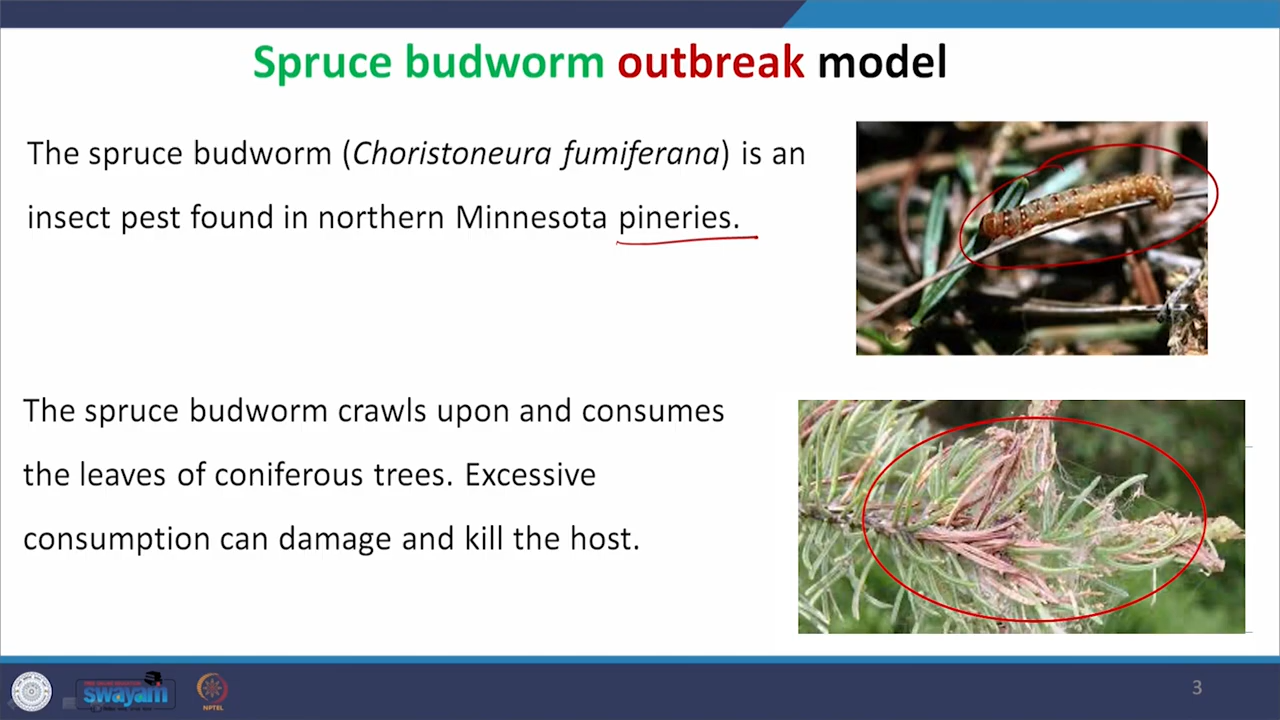 Spruce budworm outbreak model
The spruce budworm (Choristoneura fumiferana) is an
insect pest found in northern Minnesota pineries.
The spruce budworm crawls upon and consumes
the leaves of coniferous trees. Excessive
consumption can damage and kill the host.
swayam
NPTEL
3